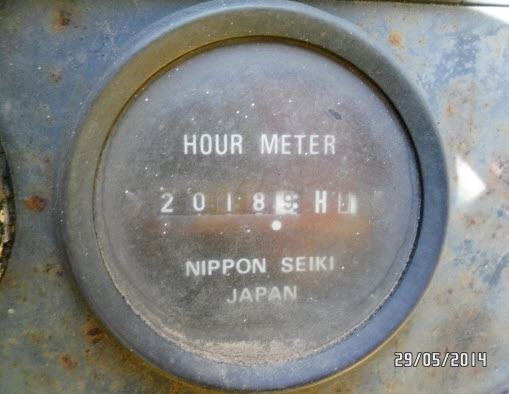 HOUR METER
20189 H
NIPPON SEIKI
JAPAN
29/05/2014